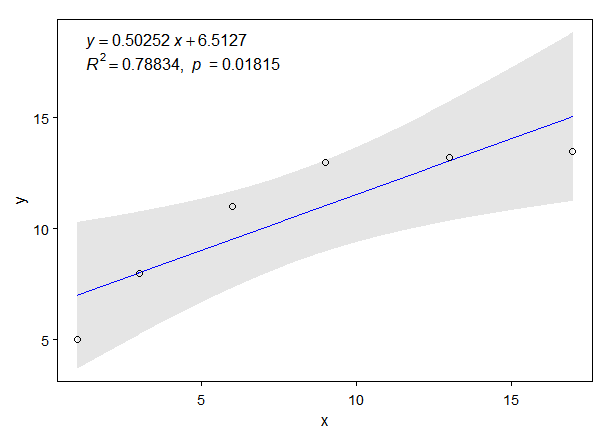 y = 0.50252 x + 6.5127
R² = 0.78834, p = 0.01815
15
10
5
y
5 10 15
x